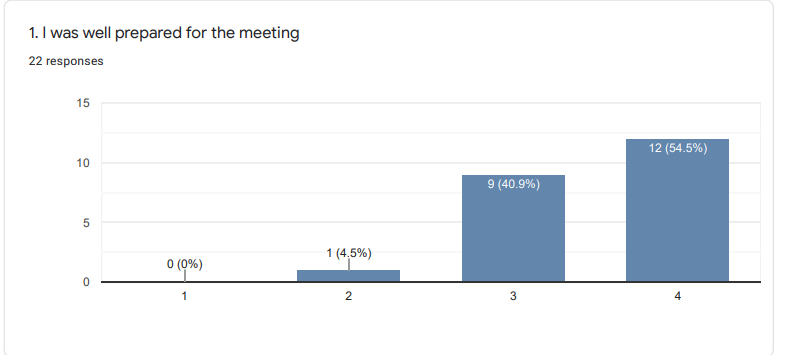 1. I was well prepared for the meeting
22 responses
15
10
5
0
0 (0%)
1 (4.5%)
9 (40.9%)
12 (54.5%)
1 2 3 4